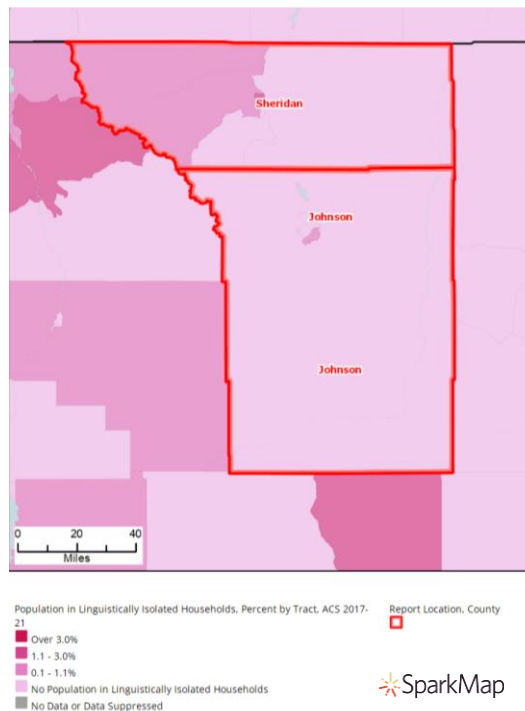 Sheridan
Johnson
Johnson
0 20 40
Miles
Population in Linguistically Isolated Households, Percent by Tract, ACS 2017-
21
Over 3.0%
1.1 - 3.0%
0.1 - 1.1%
No Population in Linguistically Isolated Households
No Data or Data Suppressed
Report Location, County
SparkMap